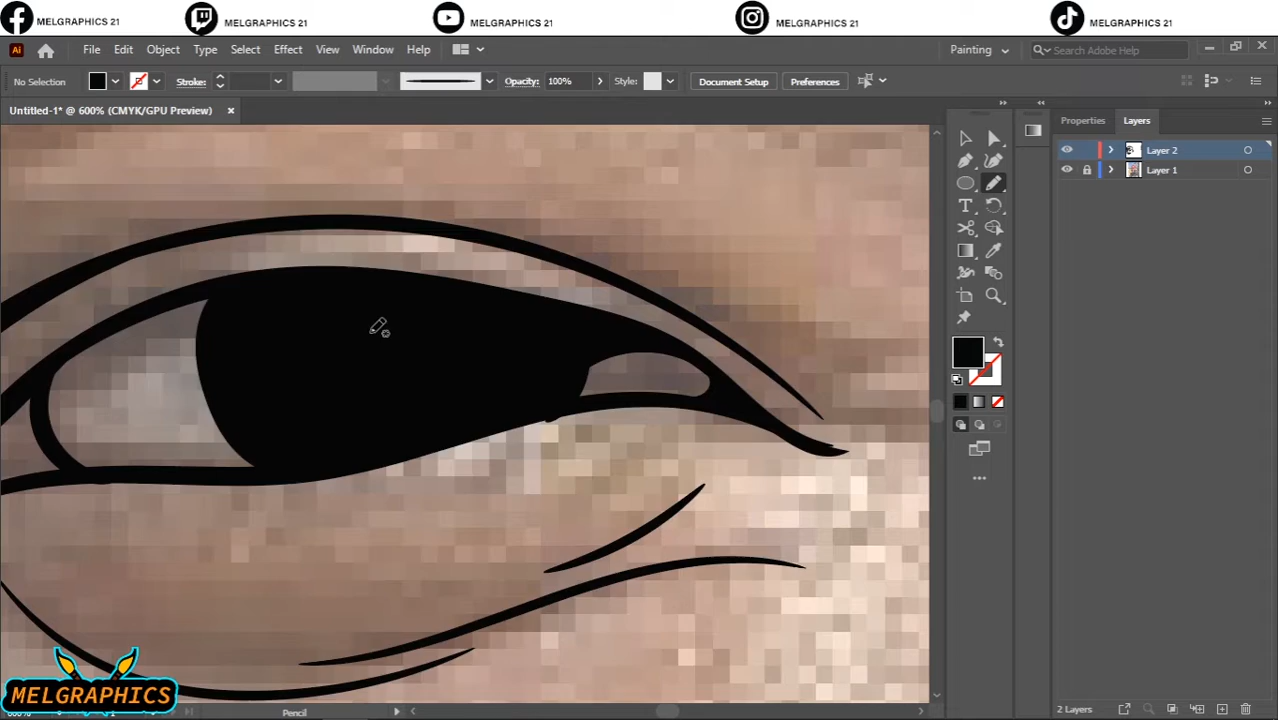 MELGRAPHICS 21
MELGRAPHICS 21
MELGRAPHICS 21
MELGRAPHICS 21
MELGRAPHICS 21
Ai File Edit Object Type Select Effect View Window Help Painting Search Adobe Help
No Selection Stroke: Opacity: 100% Style: Document Setup Preferences
Untitled-1* @ 600% (CMYK/GPU Preview)
Properties Layers
Layer 2
Layer 1
MELGRAPHICS
Pencil
2 Layers